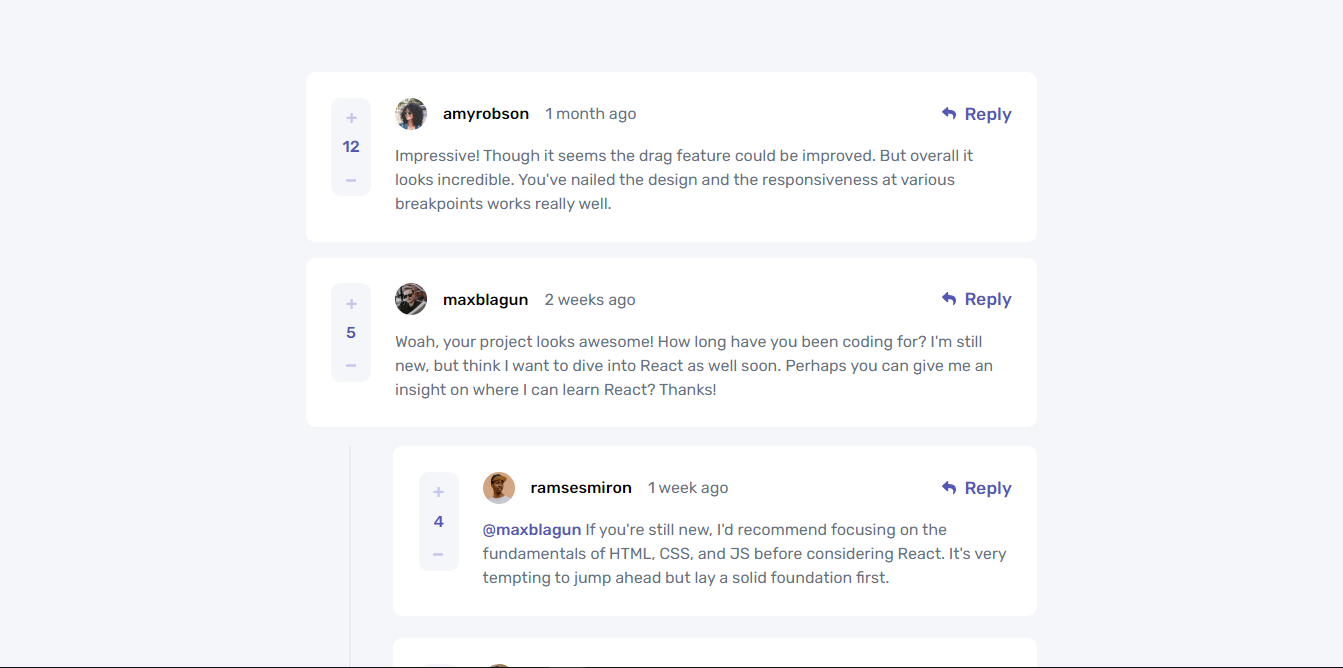 +
12
−
amyrobson 1 month ago
Reply
Impressive! Though it seems the drag feature could be improved. But overall it
looks incredible. You've nailed the design and the responsiveness at various
breakpoints works really well.
+
5
−
maxblagun 2 weeks ago
Reply
Woah, your project looks awesome! How long have you been coding for? I'm still
new, but think I want to dive into React as well soon. Perhaps you can give me an
insight on where I can learn React? Thanks!
+
4
−
ramsesmiron 1 week ago
Reply
@maxblagun If you're still new, I'd recommend focusing on the
fundamentals of HTML, CSS, and JS before considering React. It's very
tempting to jump ahead but lay a solid foundation first.